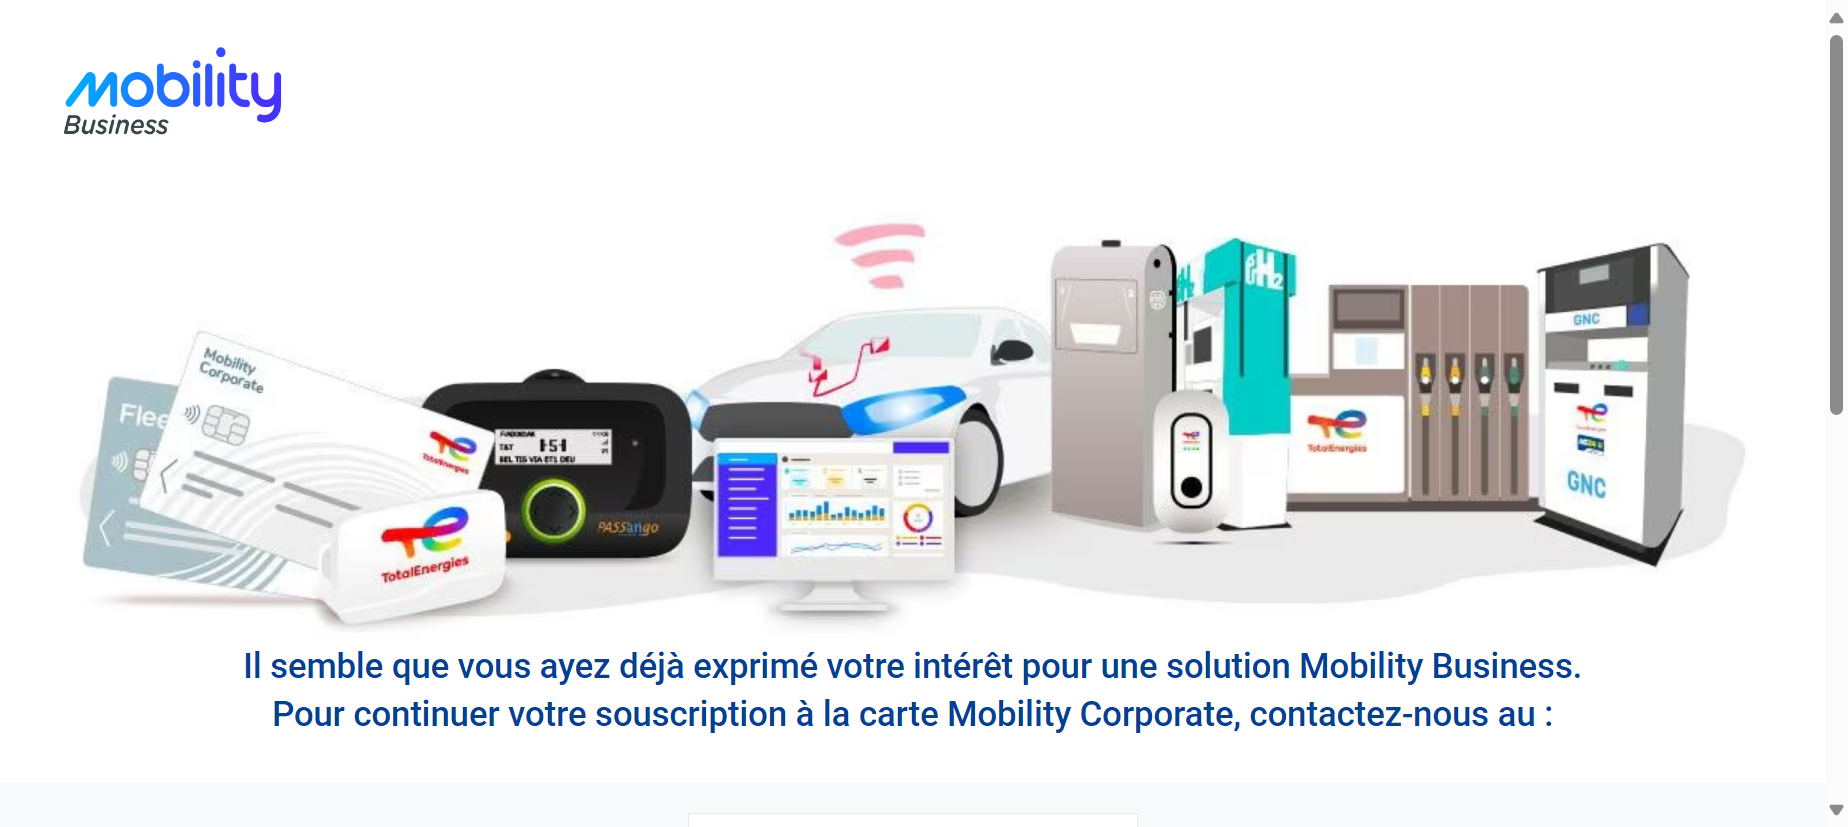 mobility
Business
Mobility
Corporate
Flee
TotalEnergies
TotalEnergies
PASSango
H2
GNC
TotalEnergies
GNC
Il semble que vous ayez déjà exprimé votre intérêt pour une solution Mobility Business.
Pour continuer votre souscription à la carte Mobility Corporate, contactez-nous au :